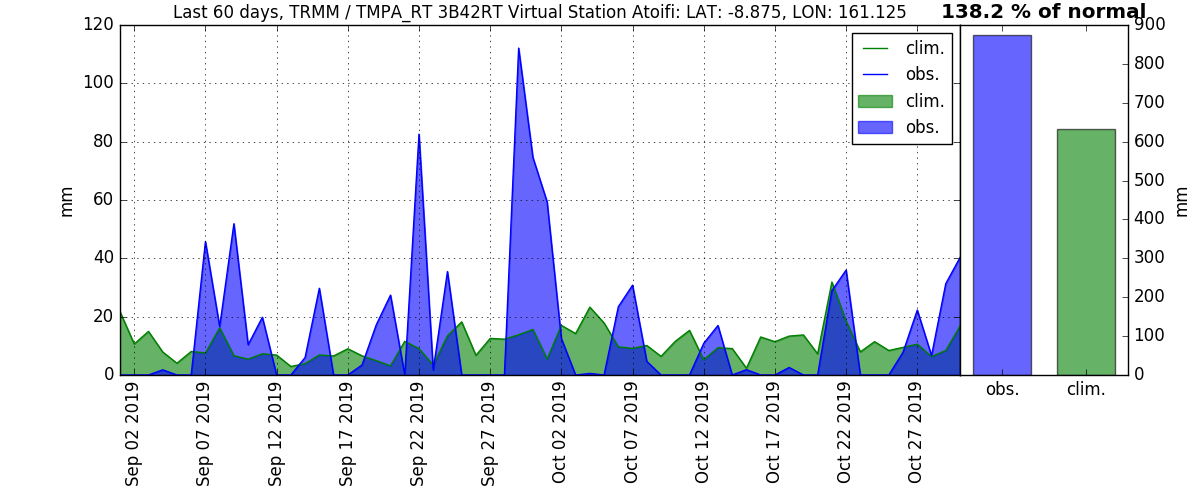 Last 60 days, TRMM / TMPA_RT 3B42RT Virtual Station Atoifi: LAT: -8.875, LON: 161.125
138.2 % of normal
120
100
80
60
40
20
0
mm
clim.
obs.
clim.
obs.
Sep 02 2019
Sep 07 2019
Sep 12 2019
Sep 17 2019
Sep 22 2019
Sep 27 2019
Oct 02 2019
Oct 07 2019
Oct 12 2019
Oct 17 2019
Oct 22 2019
Oct 27 2019
900
800
700
600
500
400
300
200
100
0
mm
obs.
clim.